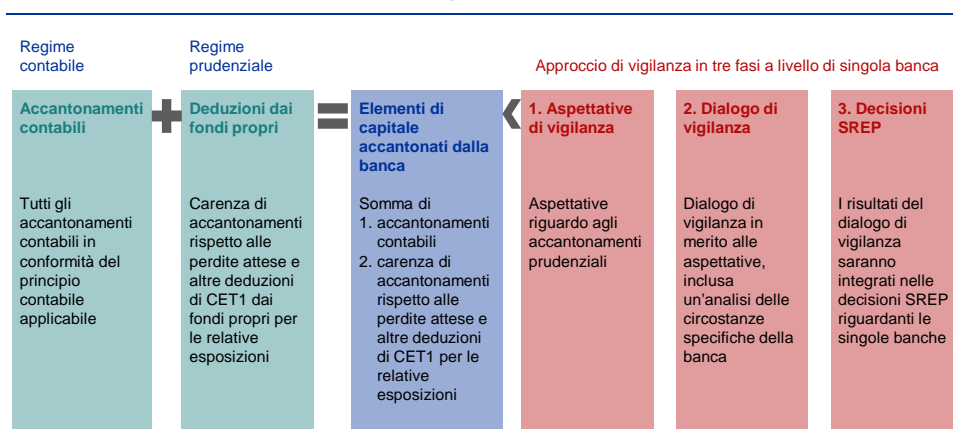 Regime
contabile
Regime
prudenziale
Approccio di vigilanza in tre fasi a livello di singola banca
Accantonamenti
contabili
Tutti gli
accantonamenti
contabili in
conformità del
principio
contabile
applicabile
Deduzioni dai
fondi propri
Carenza di
accantonamenti
rispetto alle
perdite attese e
altre deduzioni
di CET1 dai
fondi propri per
le relative
esposizioni
Elementi di
capitale
accantonati dalla
banca
Somma di
1. accantonamenti
contabili
2. carenza di
accantonamenti
rispetto alle
perdite attese e
altre deduzioni
di CET1 per le
relative
esposizioni
1. Aspettative
di vigilanza
Aspettative
riguardo agli
accantonamenti
prudenziali
2. Dialogo di
vigilanza
Dialogo di
vigilanza in
merito alle
aspettative,
inclusa
un'analisi delle
circostanze
specifiche della
banca
3. Decisioni
SREP
I risultati del
dialogo di
vigilanza
saranno
integrati nelle
decisioni SREP
riguardanti le
singole banche